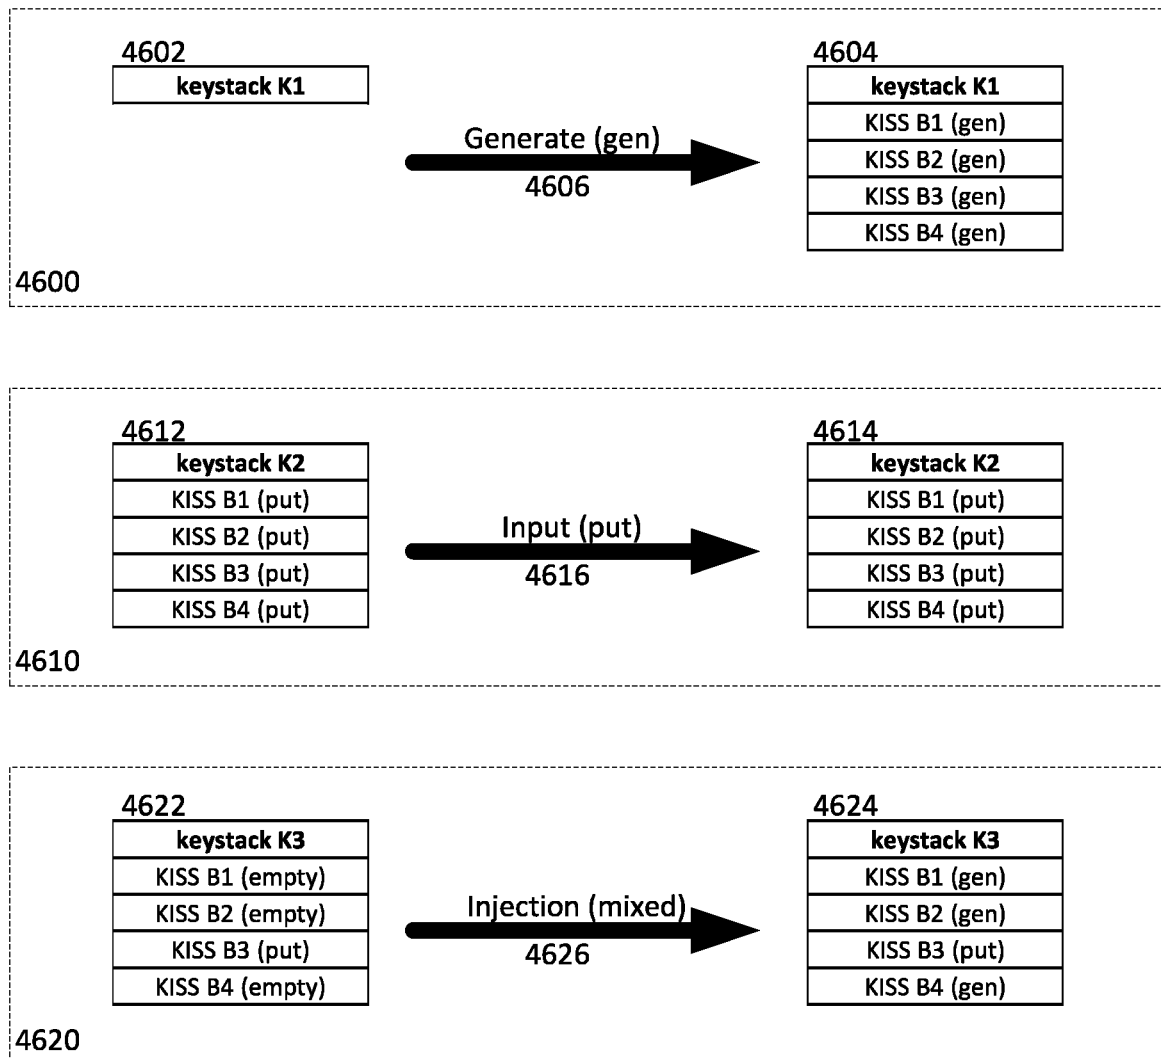 4602
keystack K1
Generate (gen)
4606
4604
keystack K1
KISS B1 (gen)
KISS B2 (gen)
KISS B3 (gen)
KISS B4 (gen)
4600
4612
keystack K2
KISS B1 (put)
KISS B2 (put)
KISS B3 (put)
KISS B4 (put)
Input (put)
4616
4614
keystack K2
KISS B1 (put)
KISS B2 (put)
KISS B3 (put)
KISS B4 (put)
4610
4622
keystack K3
KISS B1 (empty)
KISS B2 (empty)
KISS B3 (put)
KISS B4 (empty)
Injection (mixed)
4626
4624
keystack K3
KISS B1 (gen)
KISS B2 (gen)
KISS B3 (put)
KISS B4 (gen)
4620